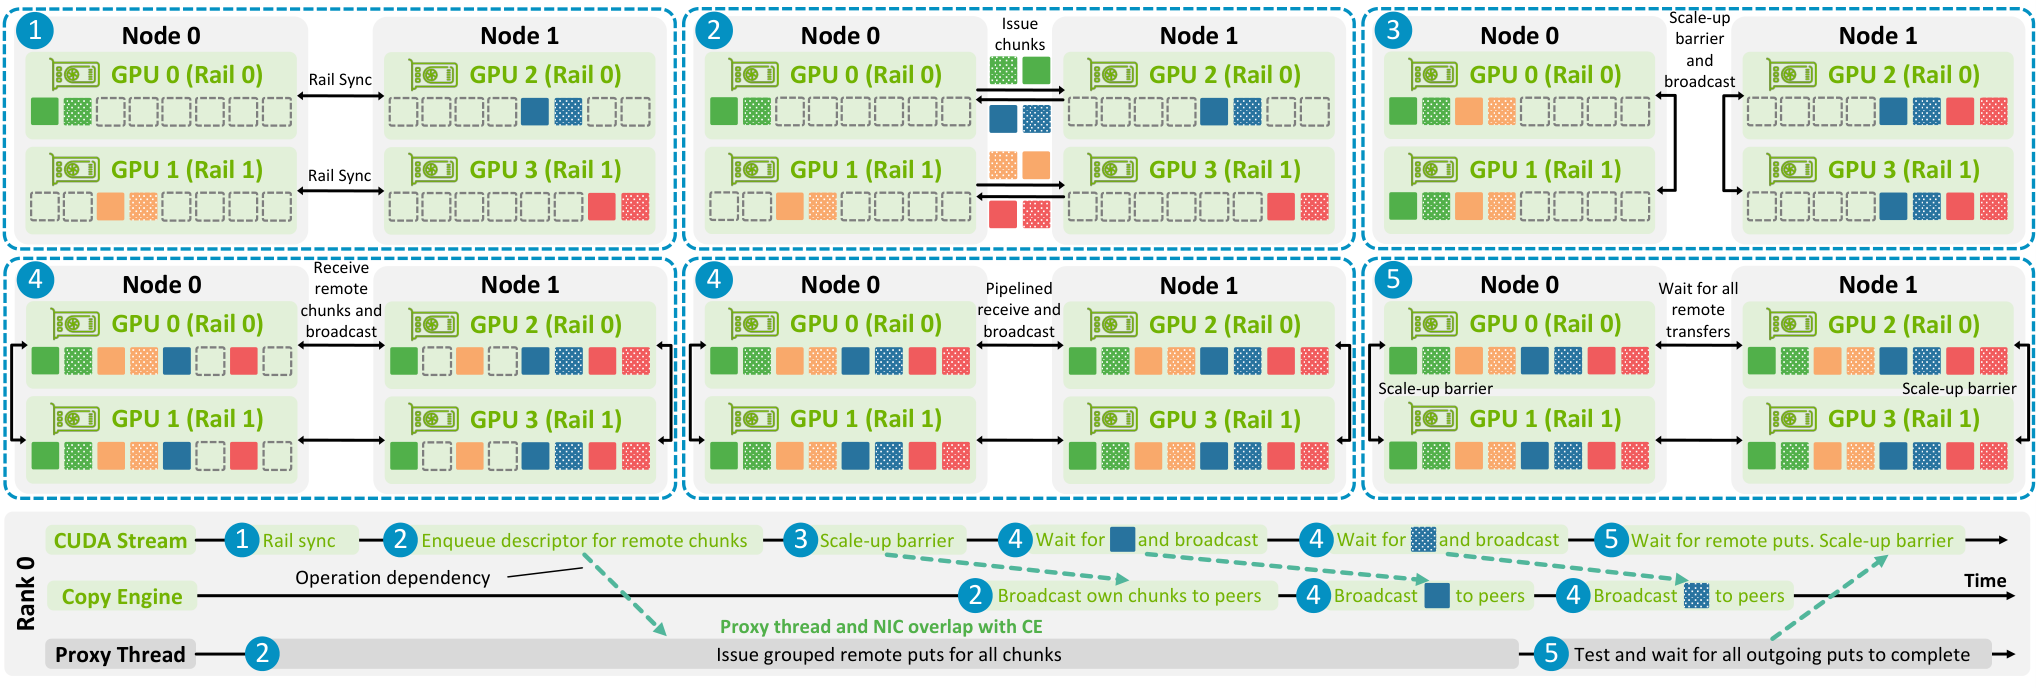 1
Node 0
Node 1
GPU 0 (Rail 0)
Rail Sync
GPU 2 (Rail 0)
GPU 1 (Rail 1)
Rail Sync
GPU 3 (Rail 1)
2
Node 0
Issue
chunks
Node 1
GPU 0 (Rail 0)
GPU 2 (Rail 0)
GPU 1 (Rail 1)
GPU 3 (Rail 1)
3
Node 0
Scale-up
barrier
and
broadcast
Node 1
GPU 0 (Rail 0)
GPU 2 (Rail 0)
GPU 1 (Rail 1)
GPU 3 (Rail 1)
4
Node 0
Receive
remote
chunks and
broadcast
Node 1
GPU 0 (Rail 0)
GPU 2 (Rail 0)
GPU 1 (Rail 1)
GPU 3 (Rail 1)
4
Node 0
Pipelined
receive and
broadcast
Node 1
GPU 0 (Rail 0)
GPU 2 (Rail 0)
GPU 1 (Rail 1)
GPU 3 (Rail 1)
5
Node 0
Wait for all
remote
transfers
Node 1
GPU 0 (Rail 0)
GPU 2 (Rail 0)
Scale-up barrier
Scale-up barrier
GPU 1 (Rail 1)
GPU 3 (Rail 1)
Rank 0
CUDA Stream
1 Rail sync
2 Enqueue descriptor for remote chunks
3 Scale-up barrier
4 Wait for and broadcast
4 Wait for and broadcast
5 Wait for remote puts. Scale-up barrier
Operation dependency
Time
Copy Engine
2 Broadcast own chunks to peers
4 Broadcast to peers
4 Broadcast to peers
Proxy thread and NIC overlap with CE
Proxy Thread
2 Issue grouped remote puts for all chunks
5 Test and wait for all outgoing puts to complete